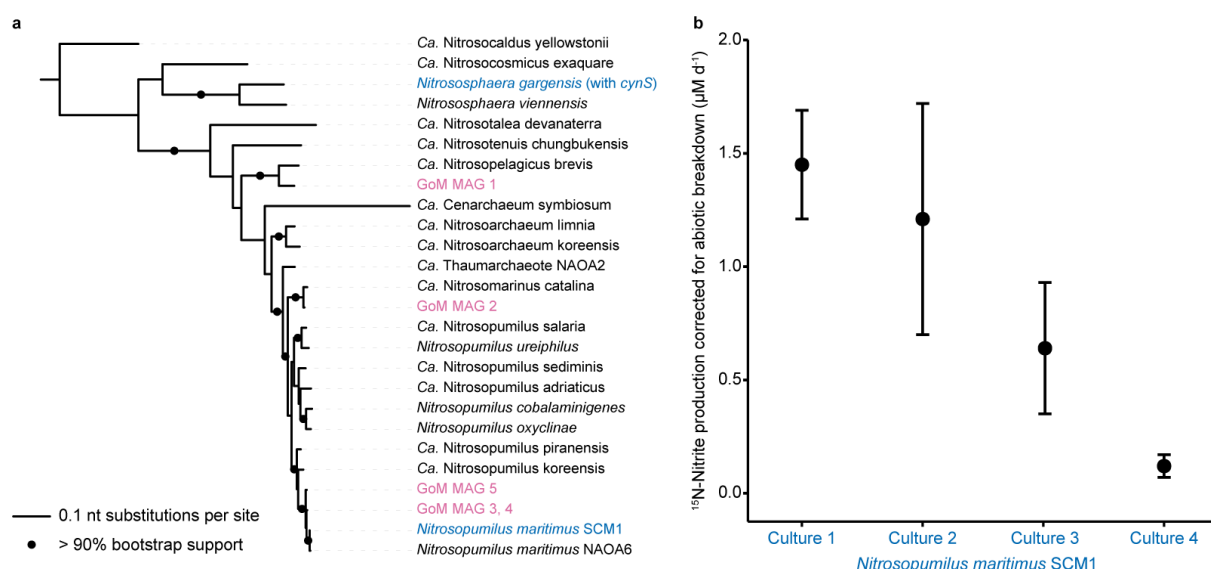 a
Ca. Nitrosocaldus yellowstonii
Ca. Nitrosocosmicus exaquare
Nitrososphaera gargensis (with cynS)
Nitrososphaera viennensis
Ca. Nitrosotalea devanaterra
Ca. Nitrosotenuis chungbukensis
Ca. Nitrosopelagicus brevis
GoM MAG 1
Ca. Cenarchaeum symbiosum
Ca. Nitrosoarchaeum limnia
Ca. Nitrosoarchaeum koreensis
Ca. Thaumarchaeote NAOA2
Ca. Nitrosomarinus catalina
GoM MAG 2
Ca. Nitrosopumilus salaria
Nitrosopumilus ureiphilus
Ca. Nitrosopumilus sediminis
Ca. Nitrosopumilus adriaticus
Nitrosopumilus cobalaminigenes
Nitrosopumilus oxyclinae
Ca. Nitrosopumilus piranensis
Ca. Nitrosopumilus koreensis
GoM MAG 5
GoM MAG 3, 4
Nitrosopumilus maritimus SCM1
Nitrosopumilus maritimus NAOA6
0.1 nt substitutions per site
> 90% bootstrap support
b
¹⁵N-Nitrite production corrected for abiotic breakdown (µM d⁻¹)
2.0
1.5
1.0
0.5
0.0
Culture 1 Culture 2 Culture 3 Culture 4
Nitrosopumilus maritimus SCM1